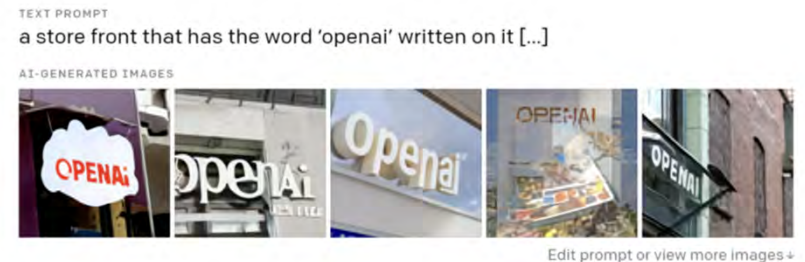 TEXT PROMPT
a store front that has the word ‘openai’ written on it [...]
AI-GENERATED IMAGES
OPENAi
openAi
Openai
OPENAI
OPENAI
Edit prompt or view more images↓